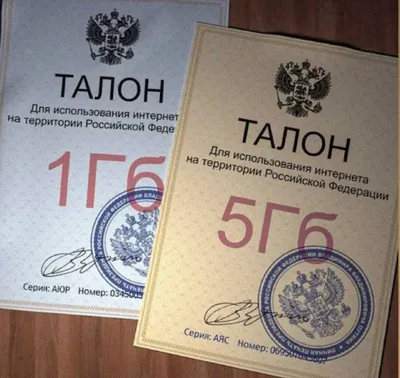 ТАЛОН
Для использования интернета
на территории Российской Федерации
1Гб
Серия: АЮР Номер:
ТАЛОН
Для использования интернета
на территории Российской Федерации
5Гб
Серия: АЯС Номер: